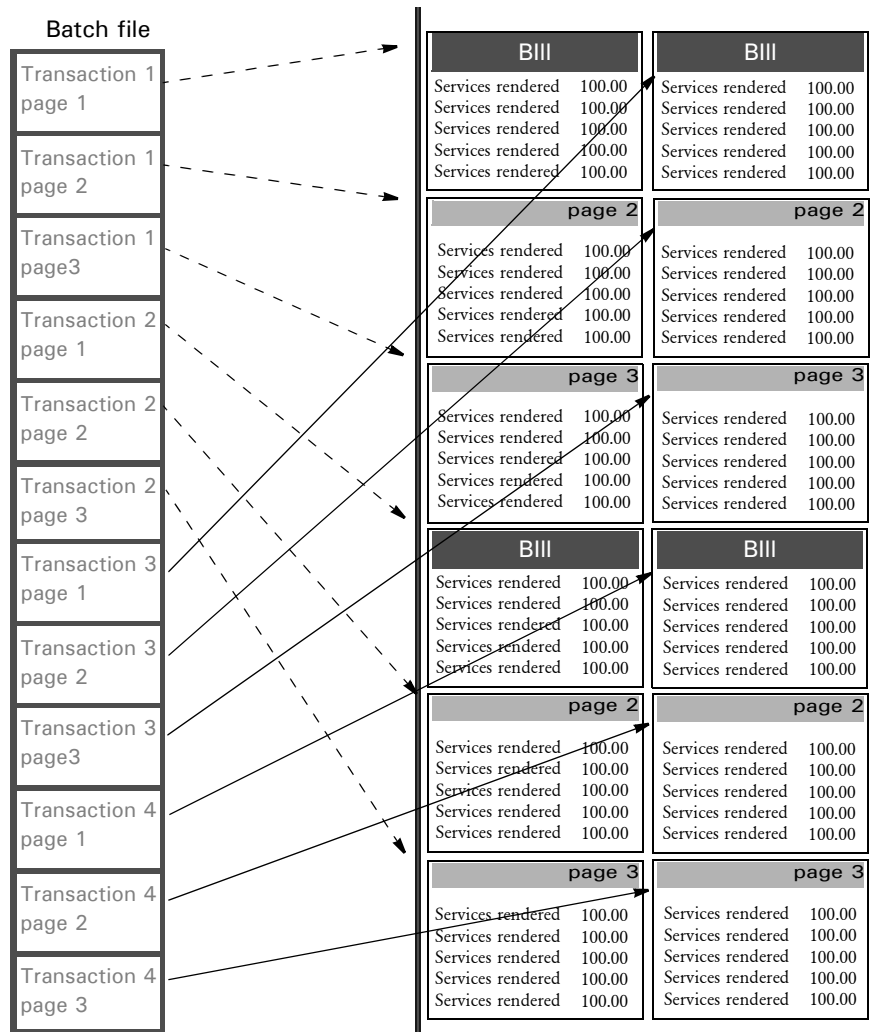 Batch file
Transaction 1
page 1
Transaction 1
page 2
Transaction 1
page3
Transaction 2
page 1
Transaction 2
page 2
Transaction 2
page 3
Transaction 3
page 1
Transaction 3
page 2
Transaction 3
page3
Transaction 4
page 1
Transaction 4
page 2
Transaction 4
page 3
BIII
Services rendered 100.00
Services rendered 100.00
Services rendered 100.00
Services rendered 100.00
Services rendered 100.00
page 2
Services rendered 100.00
Services rendered 100.00
Services rendered 100.00
Services rendered 100.00
Services rendered 100.00
page 3
Services rendered 100.00
Services rendered 100.00
Services rendered 100.00
Services rendered 100.00
Services rendered 100.00
BIII
Services rendered 100.00
Services rendered 100.00
Services rendered 100.00
Services rendered 100.00
Services rendered 100.00
page 2
Services rendered 100.00
Services rendered 100.00
Services rendered 100.00
Services rendered 100.00
Services rendered 100.00
page 3
Services rendered 100.00
Services rendered 100.00
Services rendered 100.00
Services rendered 100.00
Services rendered 100.00
BIII
Services rendered 100.00
Services rendered 100.00
Services rendered 100.00
Services rendered 100.00
Services rendered 100.00
page 2
Services rendered 100.00
Services rendered 100.00
Services rendered 100.00
Services rendered 100.00
Services rendered 100.00
page 3
Services rendered 100.00
Services rendered 100.00
Services rendered 100.00
Services rendered 100.00
Services rendered 100.00
BIII
Services rendered 100.00
Services rendered 100.00
Services rendered 100.00
Services rendered 100.00
Services rendered 100.00
page 2
Services rendered 100.00
Services rendered 100.00
Services rendered 100.00
Services rendered 100.00
Services rendered 100.00
page 3
Services rendered 100.00
Services rendered 100.00
Services rendered 100.00
Services rendered 100.00
Services rendered 100.00